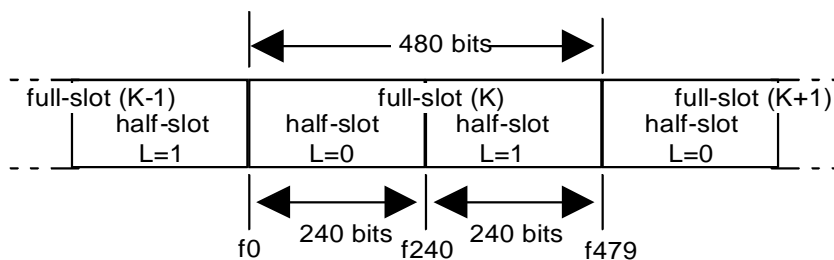 480 bits
full-slot (K-1) full-slot (K) full-slot (K+1)
half-slot half-slot half-slot half-slot
L=1 L=0 L=1 L=0
240 bits 240 bits
f0 f240 f479